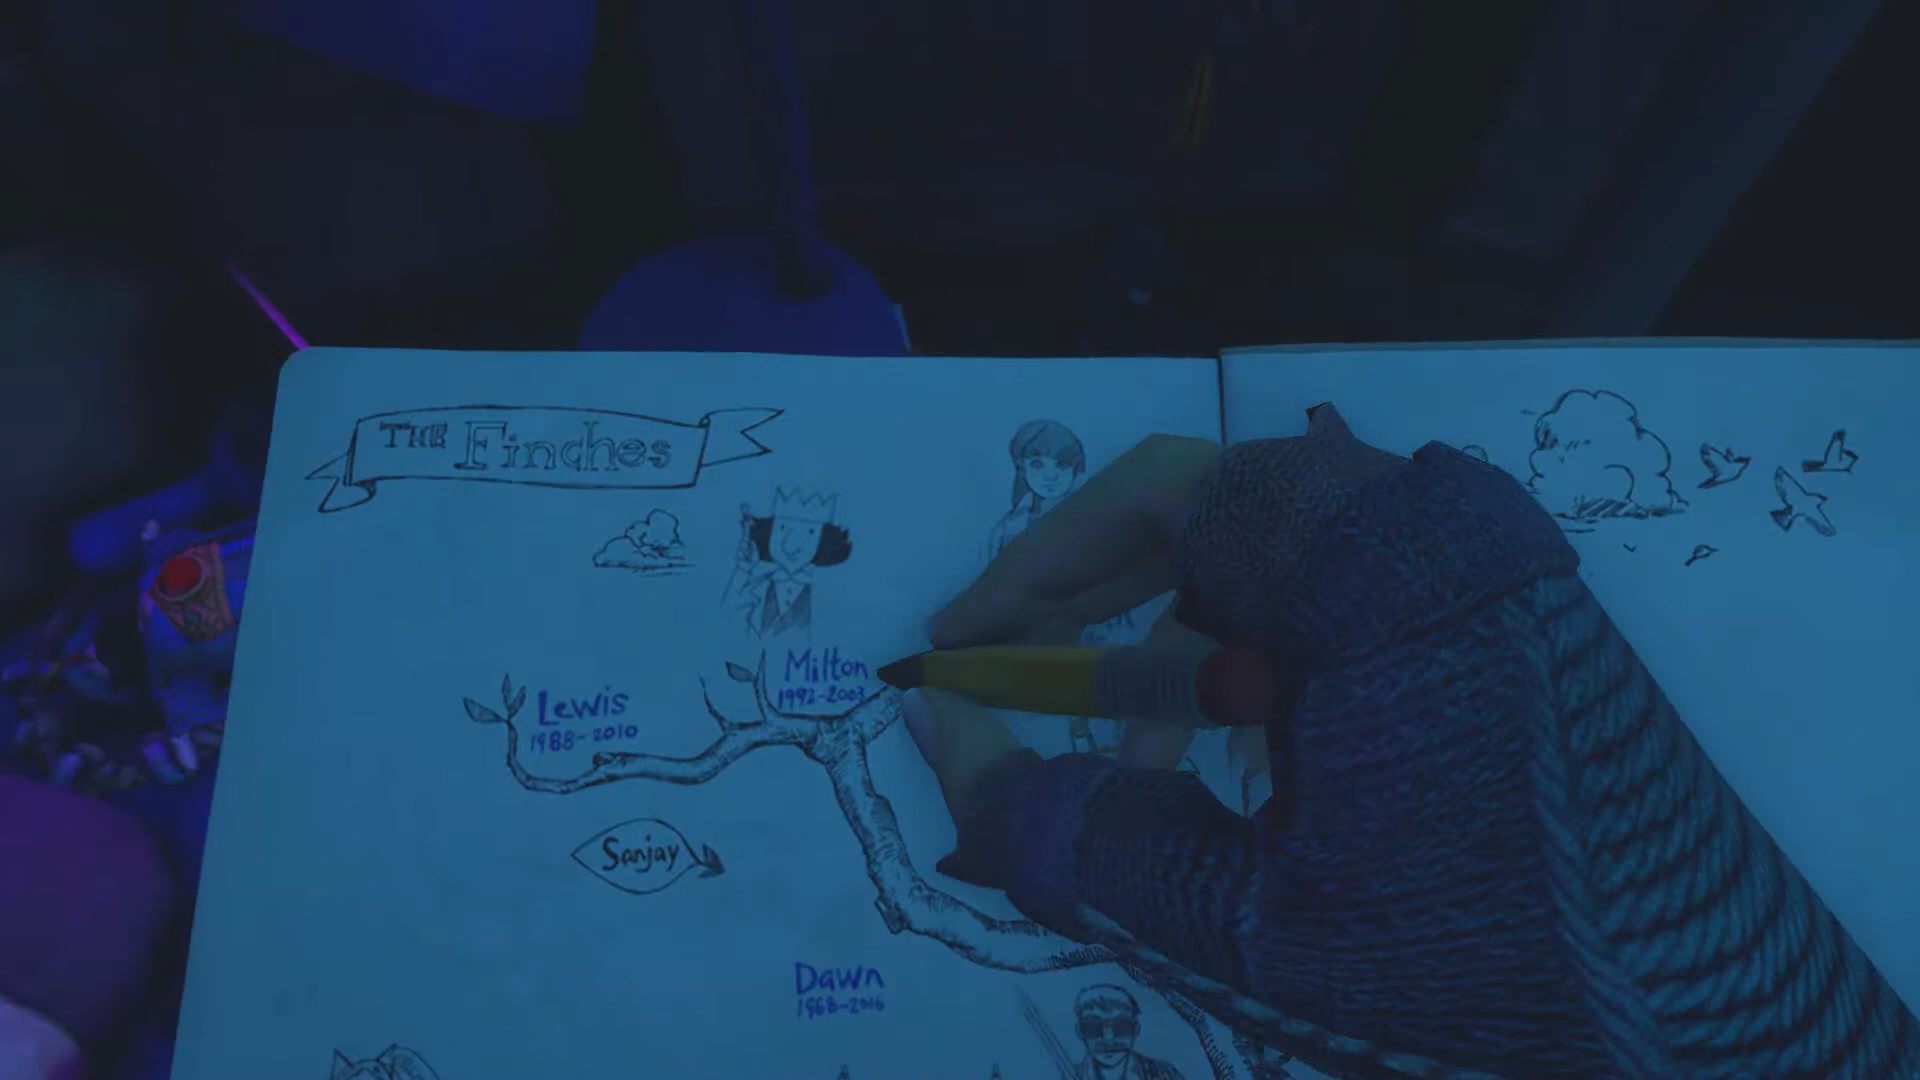 THE Finches
Milton
1992-2003
Lewis
1988-2010
Sanjay
Dawn
1968-2016